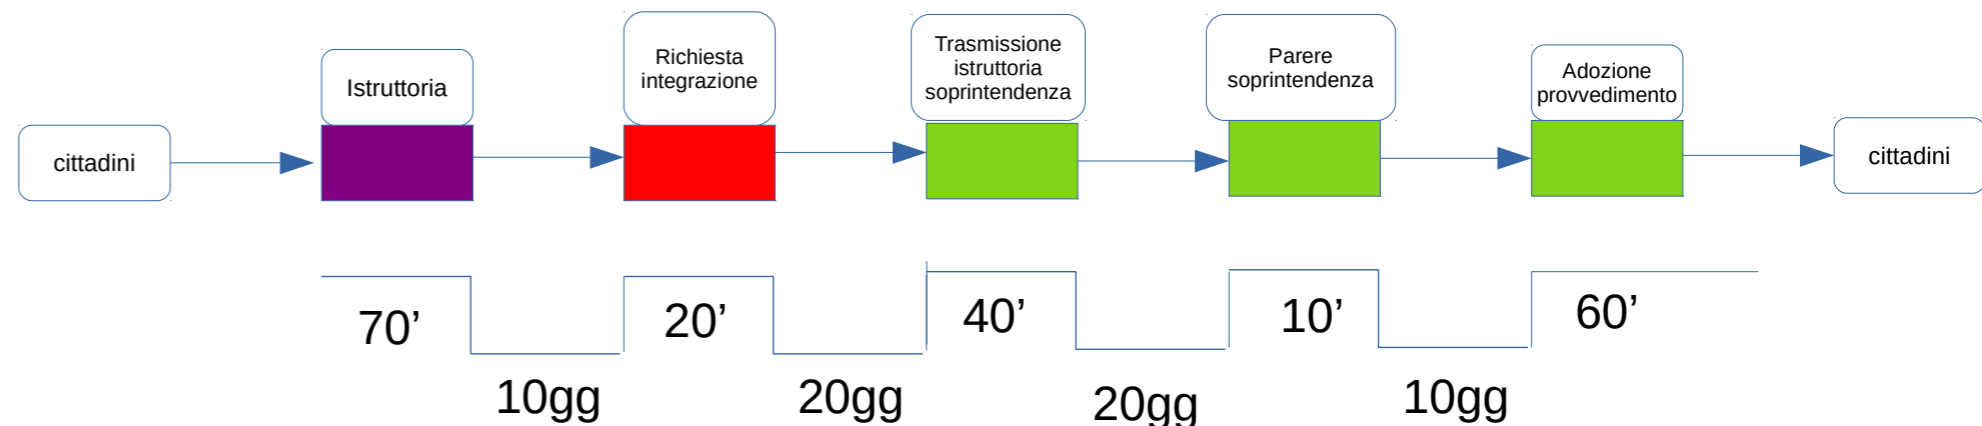 cittadini
Istruttoria
Richiesta
integrazione
Trasmissione
istruttoria
soprintendenza
Parere
soprintendenza
Adozione
provvedimento
cittadini
70’
20’
40’
10’
60’
10gg
20gg
20gg
10gg